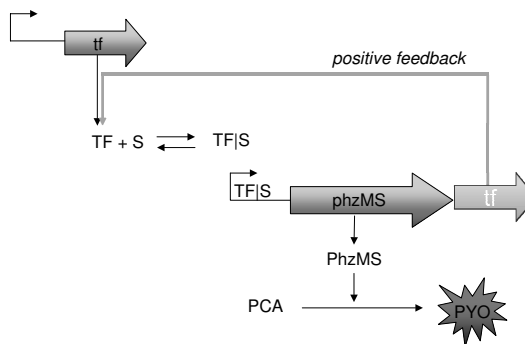 tf
positive feedback
TF + S
TF|S
TF|S
phzMS
tf
PhzMS
PCA
PYO